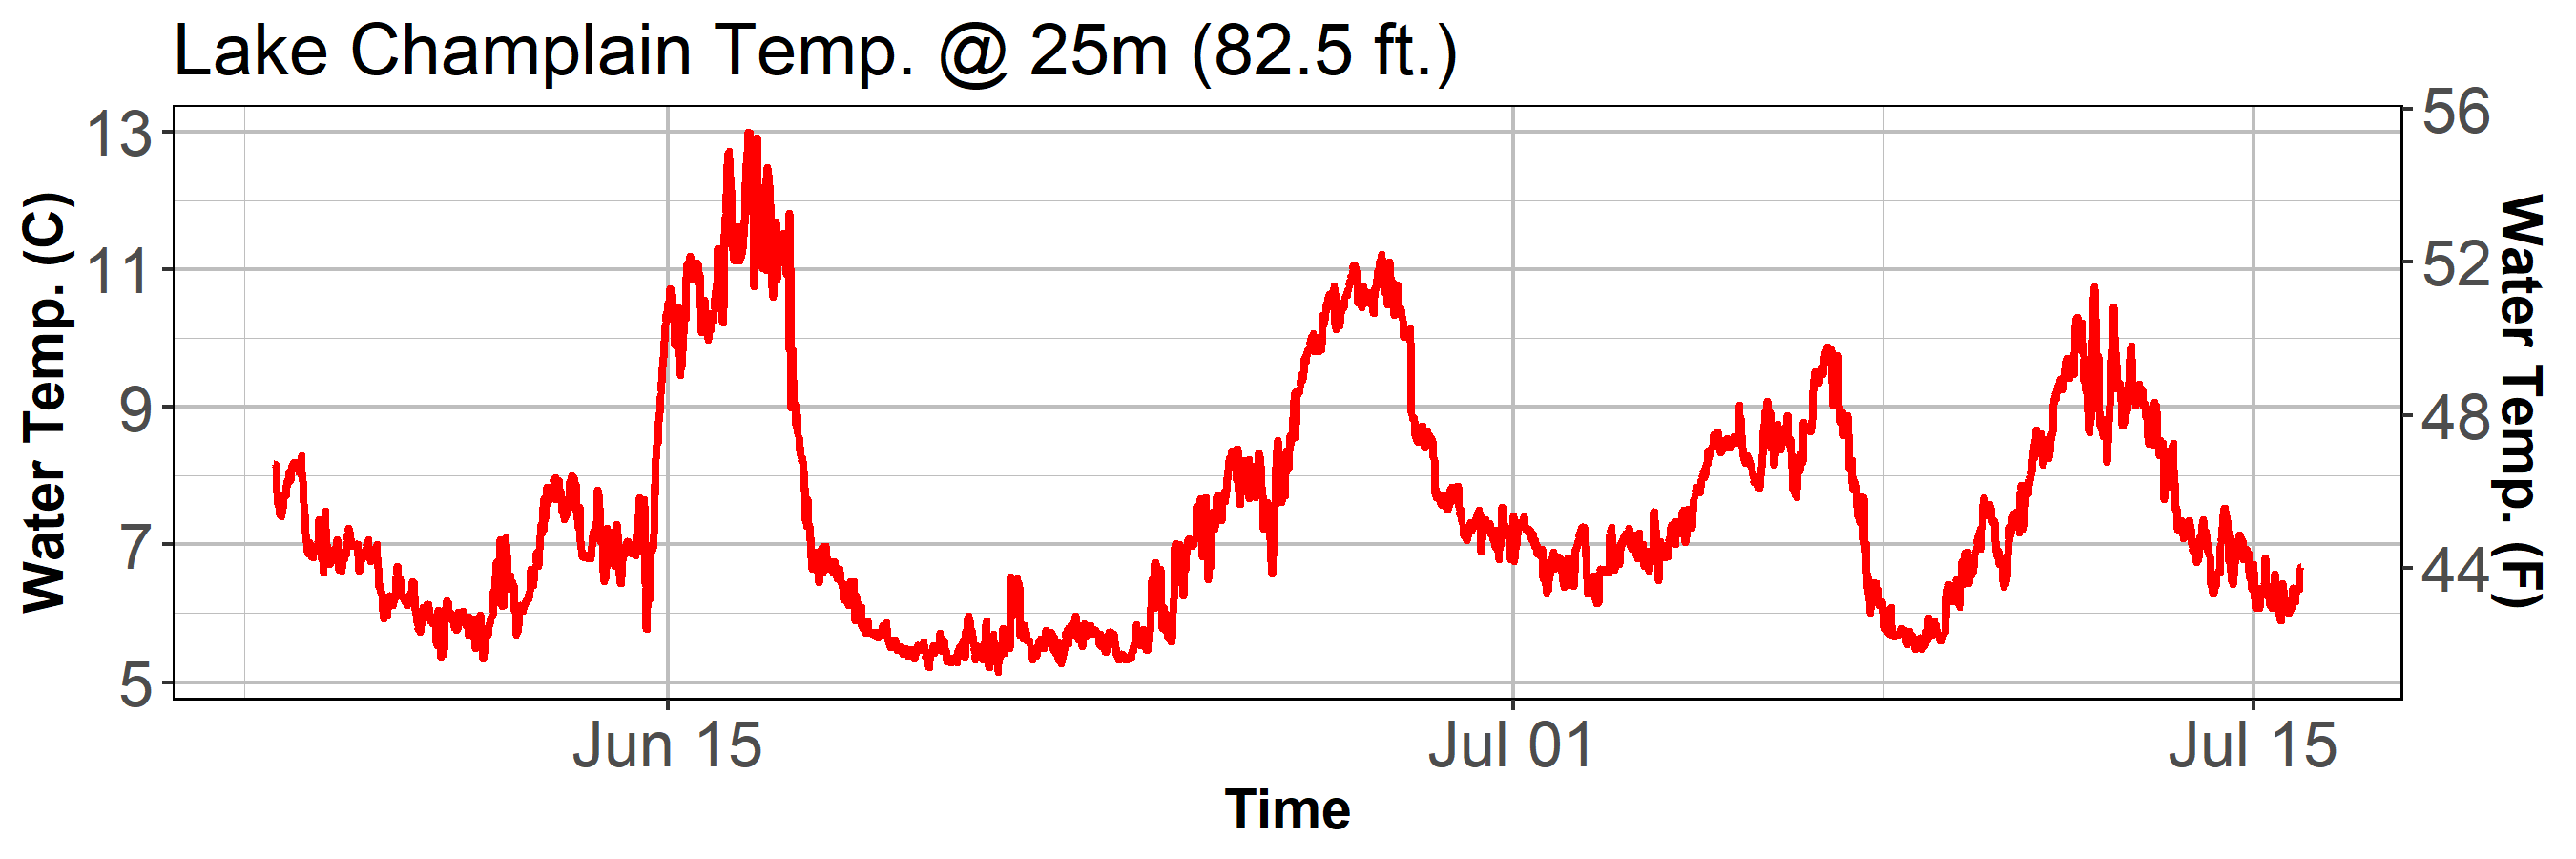 Lake Champlain Temp. @ 25m (82.5 ft.)
Water Temp. (C)
13
11
9
7
5
56
52
48
44
Water Temp. (F)
Jun 15
Jul 01
Jul 15
Time